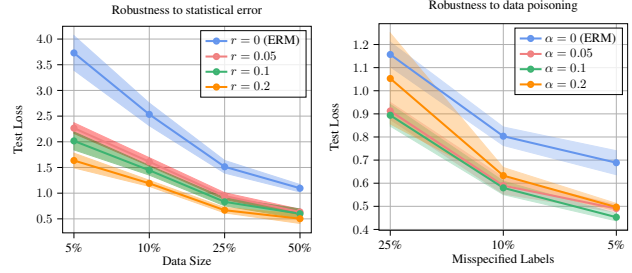 Robustness to statistical error
Test Loss
4.0
3.5
3.0
2.5
2.0
1.5
1.0
0.5
r = 0 (ERM)
r = 0.05
r = 0.1
r = 0.2
5%
10%
25%
50%
Data Size
Robustness to data poisoning
Test Loss
1.2
1.1
1.0
0.9
0.8
0.7
0.6
0.5
0.4
α = 0 (ERM)
α = 0.05
α = 0.1
α = 0.2
25%
10%
5%
Misspecified Labels